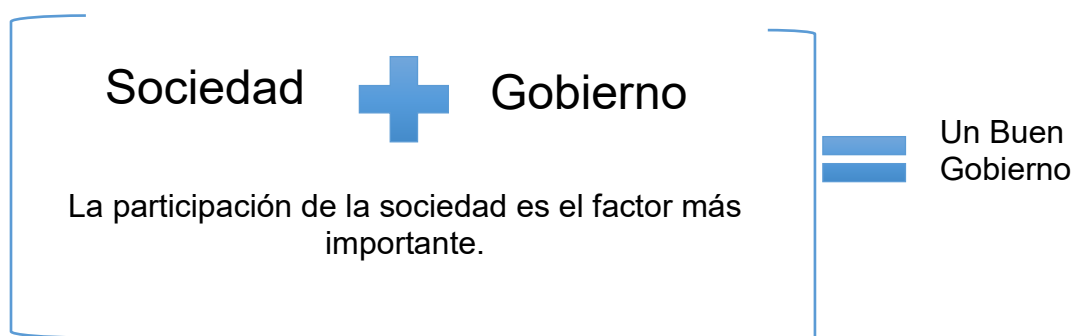 Sociedad Gobierno
Un Buen
Gobierno
La participación de la sociedad es el factor más
importante.